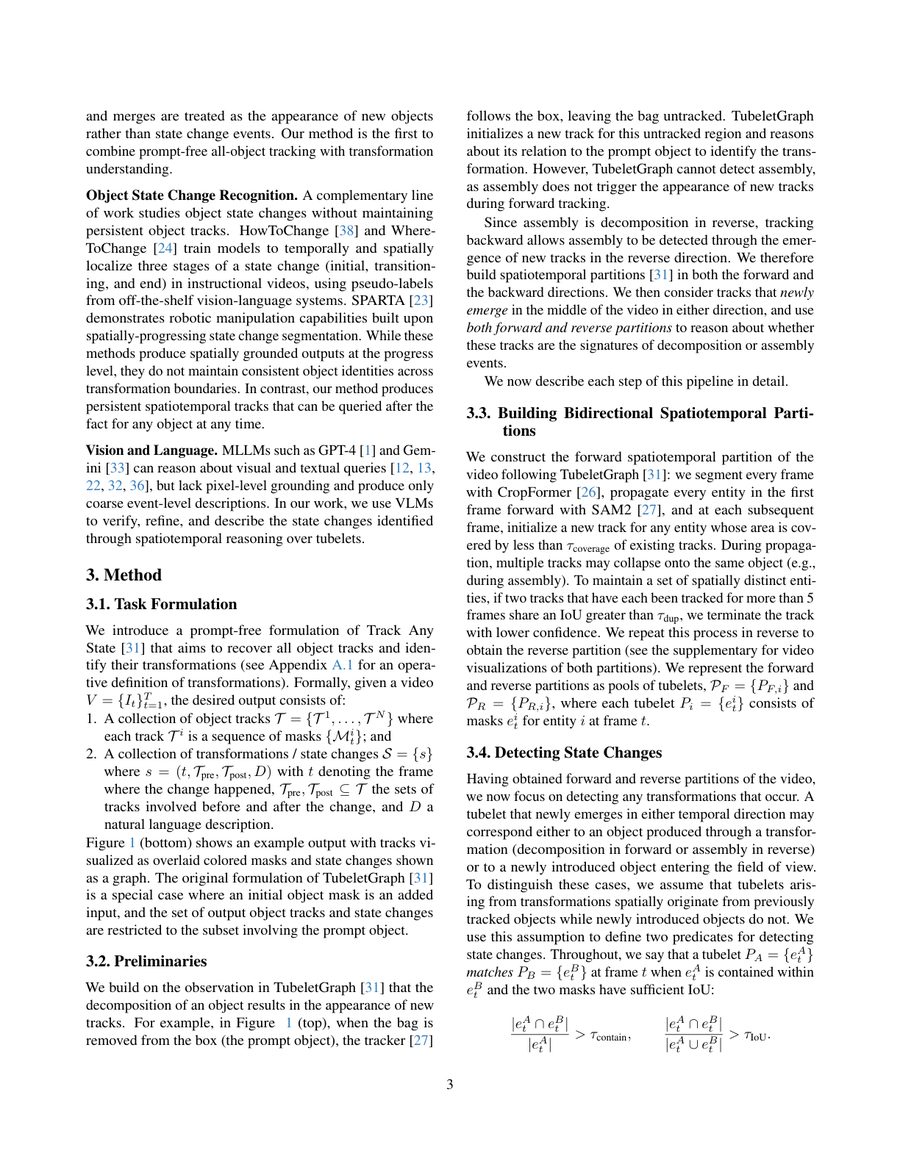 and merges are treated as the appearance of new objects
rather than state change events. Our method is the first to
combine prompt-free all-object tracking with transformation
understanding.
Object State Change Recognition. A complementary line
of work studies object state changes without maintaining
persistent object tracks. HowToChange [38] and Where-
ToChange [24] train models to temporally and spatially
localize three stages of a state change (initial, transition-
ing, and end) in instructional videos, using pseudo-labels
from off-the-shelf vision-language systems. SPARTA [23]
demonstrates robotic manipulation capabilities built upon
spatially-progressing state change segmentation. While these
methods produce spatially grounded outputs at the progress
level, they do not maintain consistent object identities across
transformation boundaries. In contrast, our method produces
persistent spatiotemporal tracks that can be queried after the
fact for any object at any time.
Vision and Language. MLLMs such as GPT-4 [1] and Gem-
ini [33] can reason about visual and textual queries [12, 13,
22, 32, 36], but lack pixel-level grounding and produce only
coarse event-level descriptions. In our work, we use VLMs
to verify, refine, and describe the state changes identified
through spatiotemporal reasoning over tubelets.
3. Method
3.1. Task Formulation
We introduce a prompt-free formulation of Track Any
State [31] that aims to recover all object tracks and iden-
tify their transformations (see Appendix A.1 for an opera-
tive definition of transformations). Formally, given a video
V = {I_t}_{t=1}^T, the desired output consists of:
1. A collection of object tracks 𝒯 = {𝒯^1, . . . , 𝒯^N} where
each track 𝒯^i is a sequence of masks {ℳ_t^i}; and
2. A collection of transformations / state changes 𝒮 = {s}
where s = (t, 𝒯_pre, 𝒯_post, D) with t denoting the frame
where the change happened, 𝒯_pre, 𝒯_post ⊆ 𝒯 the sets of
tracks involved before and after the change, and D a
natural language description.
Figure 1 (bottom) shows an example output with tracks vi-
sualized as overlaid colored masks and state changes shown
as a graph. The original formulation of TubeletGraph [31]
is a special case where an initial object mask is an added
input, and the set of output object tracks and state changes
are restricted to the subset involving the prompt object.
3.2. Preliminaries
We build on the observation in TubeletGraph [31] that the
decomposition of an object results in the appearance of new
tracks. For example, in Figure 1 (top), when the bag is
removed from the box (the prompt object), the tracker [27]
follows the box, leaving the bag untracked. TubeletGraph
initializes a new track for this untracked region and reasons
about its relation to the prompt object to identify the trans-
formation. However, TubeletGraph cannot detect assembly,
as assembly does not trigger the appearance of new tracks
during forward tracking.
Since assembly is decomposition in reverse, tracking
backward allows assembly to be detected through the emer-
gence of new tracks in the reverse direction. We therefore
build spatiotemporal partitions [31] in both the forward and
the backward directions. We then consider tracks that newly
emerge in the middle of the video in either direction, and use
both forward and reverse partitions to reason about whether
these tracks are the signatures of decomposition or assembly
events.
We now describe each step of this pipeline in detail.
3.3. Building Bidirectional Spatiotemporal Parti-
tions
We construct the forward spatiotemporal partition of the
video following TubeletGraph [31]: we segment every frame
with CropFormer [26], propagate every entity in the first
frame forward with SAM2 [27], and at each subsequent
frame, initialize a new track for any entity whose area is cov-
ered by less than τ_coverage of existing tracks. During propaga-
tion, multiple tracks may collapse onto the same object (e.g.,
during assembly). To maintain a set of spatially distinct enti-
ties, if two tracks that have each been tracked for more than 5
frames share an IoU greater than τ_dup, we terminate the track
with lower confidence. We repeat this process in reverse to
obtain the reverse partition (see the supplementary for video
visualizations of both partitions). We represent the forward
and reverse partitions as pools of tubelets, 𝒫_F = {P_{F,i}} and
𝒫_R = {P_{R,i}}, where each tubelet P_i = {e_t^i} consists of
masks e_t^i for entity i at frame t.
3.4. Detecting State Changes
Having obtained forward and reverse partitions of the video,
we now focus on detecting any transformations that occur. A
tubelet that newly emerges in either temporal direction may
correspond either to an object produced through a transfor-
mation (decomposition in forward or assembly in reverse)
or to a newly introduced object entering the field of view.
To distinguish these cases, we assume that tubelets aris-
ing from transformations spatially originate from previously
tracked objects while newly introduced objects do not. We
use this assumption to define two predicates for detecting
state changes. Throughout, we say that a tubelet P_A = {e_t^A}
matches P_B = {e_t^B} at frame t when e_t^A is contained within
e_t^B and the two masks have sufficient IoU:
|e_t^A ∩ e_t^B| / |e_t^A| > τ_contain, |e_t^A ∩ e_t^B| / |e_t^A ∪ e_t^B| > τ_IoU.
3